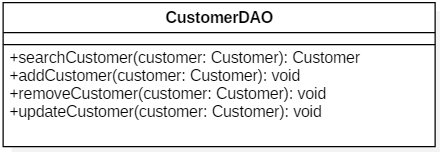 CustomerDAO
+searchCustomer(customer: Customer): Customer
+addCustomer(customer: Customer): void
+removeCustomer(customer: Customer): void
+updateCustomer(customer: Customer): void